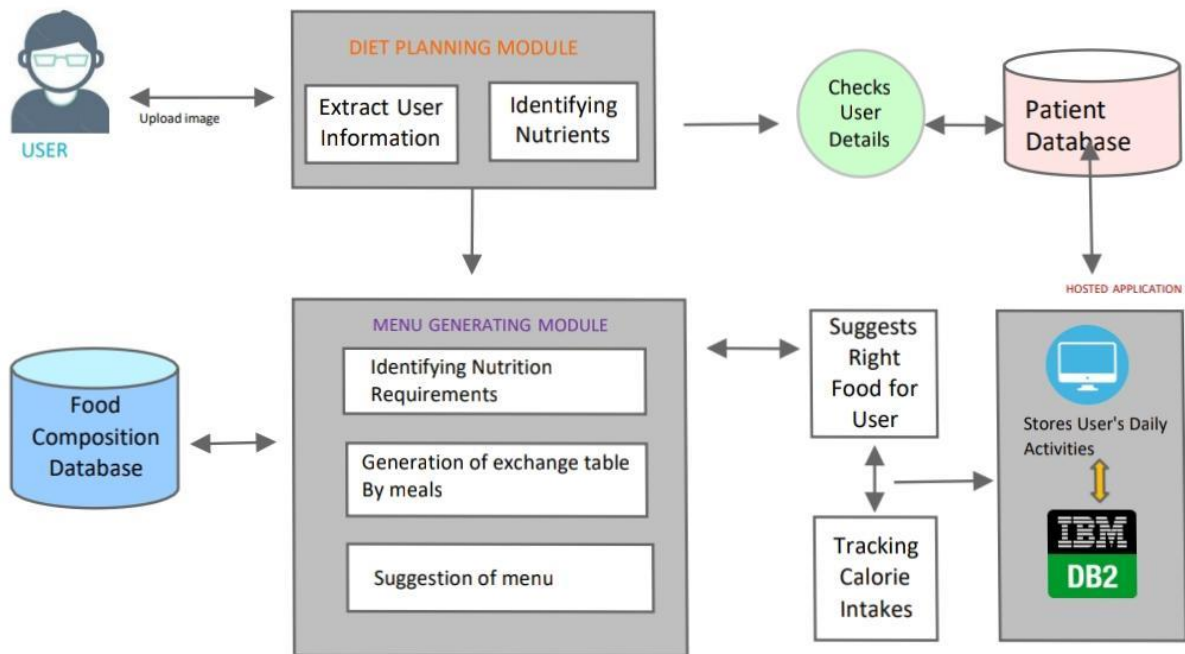 DIET PLANNING MODULE
Extract User
Information
Identifying
Nutrients
Upload image
USER
Checks
User
Details
Patient
Database
HOSTED APPLICATION
MENU GENERATING MODULE
Identifying Nutrition
Requirements
Generation of exchange table
By meals
Suggestion of menu
Food
Composition
Database
Suggests
Right
Food for
User
Tracking
Calorie
Intakes
Stores User's Daily
Activities
IBM
DB2